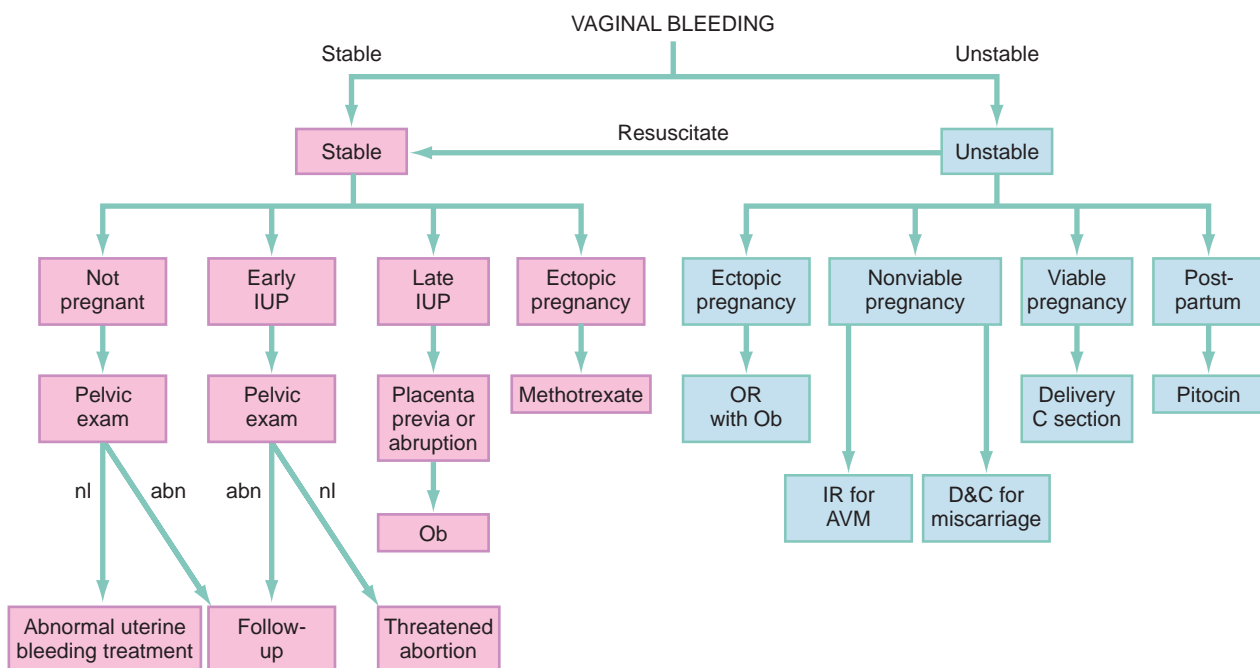 VAGINAL BLEEDING
Stable
Unstable
Stable
Resuscitate
Unstable
Not
pregnant
Early
IUP
Late
IUP
Ectopic
pregnancy
Ectopic
pregnancy
Nonviable
pregnancy
Viable
pregnancy
Post-
partum
Pelvic
exam
Pelvic
exam
Placenta
previa or
abruption
Methotrexate
OR
with Ob
Delivery
C section
Pitocin
nl
abn
abn
nl
Ob
IR for
AVM
D&C for
miscarriage
Abnormal uterine
bleeding treatment
Follow-
up
Threatened
abortion